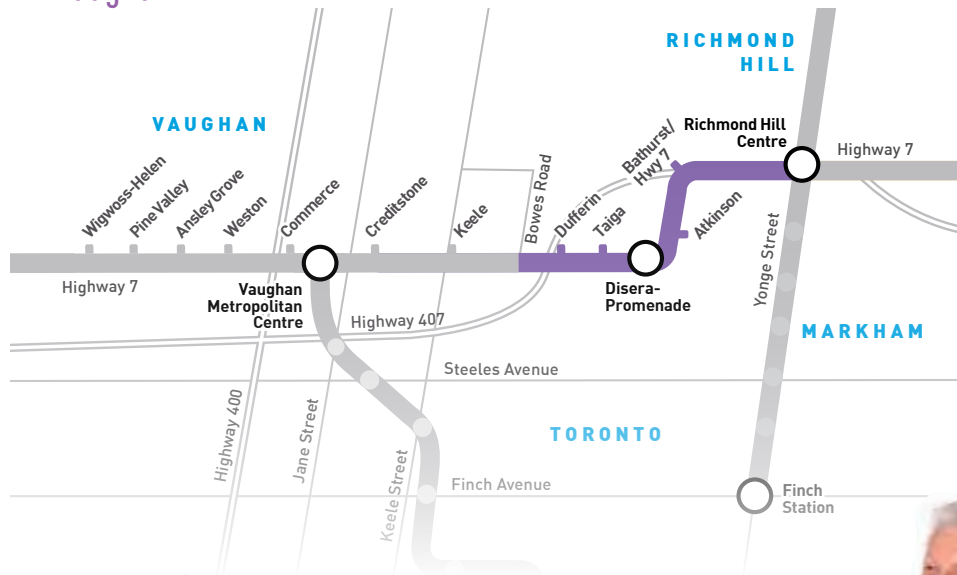 RICHMOND
HILL
VAUGHAN
Richmond Hill
Centre
Highway 7
Bathurst/
Hwy 7
Wigwoss-Helen
Pine Valley
Ansley Grove
Weston
Commerce
Creditstone
Keele
Bowes Road
Dufferin
Taiga
Atkinson
Highway 7
Vaughan
Metropolitan
Centre
Disera-
Promenade
Yonge Street
Highway 407
MARKHAM
Steeles Avenue
Highway 400
Jane Street
Keele Street
TORONTO
Finch Avenue
Finch
Station